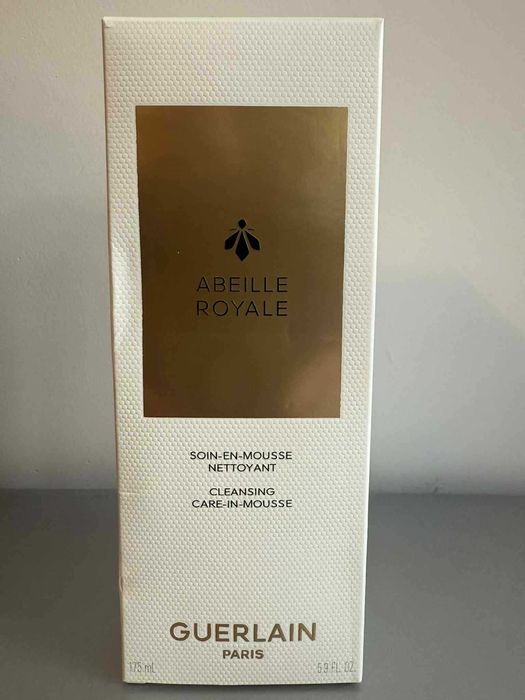 ABEILLE
ROYALE
SOIN-EN-MOUSSE
NETTOYANT
CLEANSING
CARE-IN-MOUSSE
GUERLAIN
PARIS
175 mL 5.9 FL. OZ.